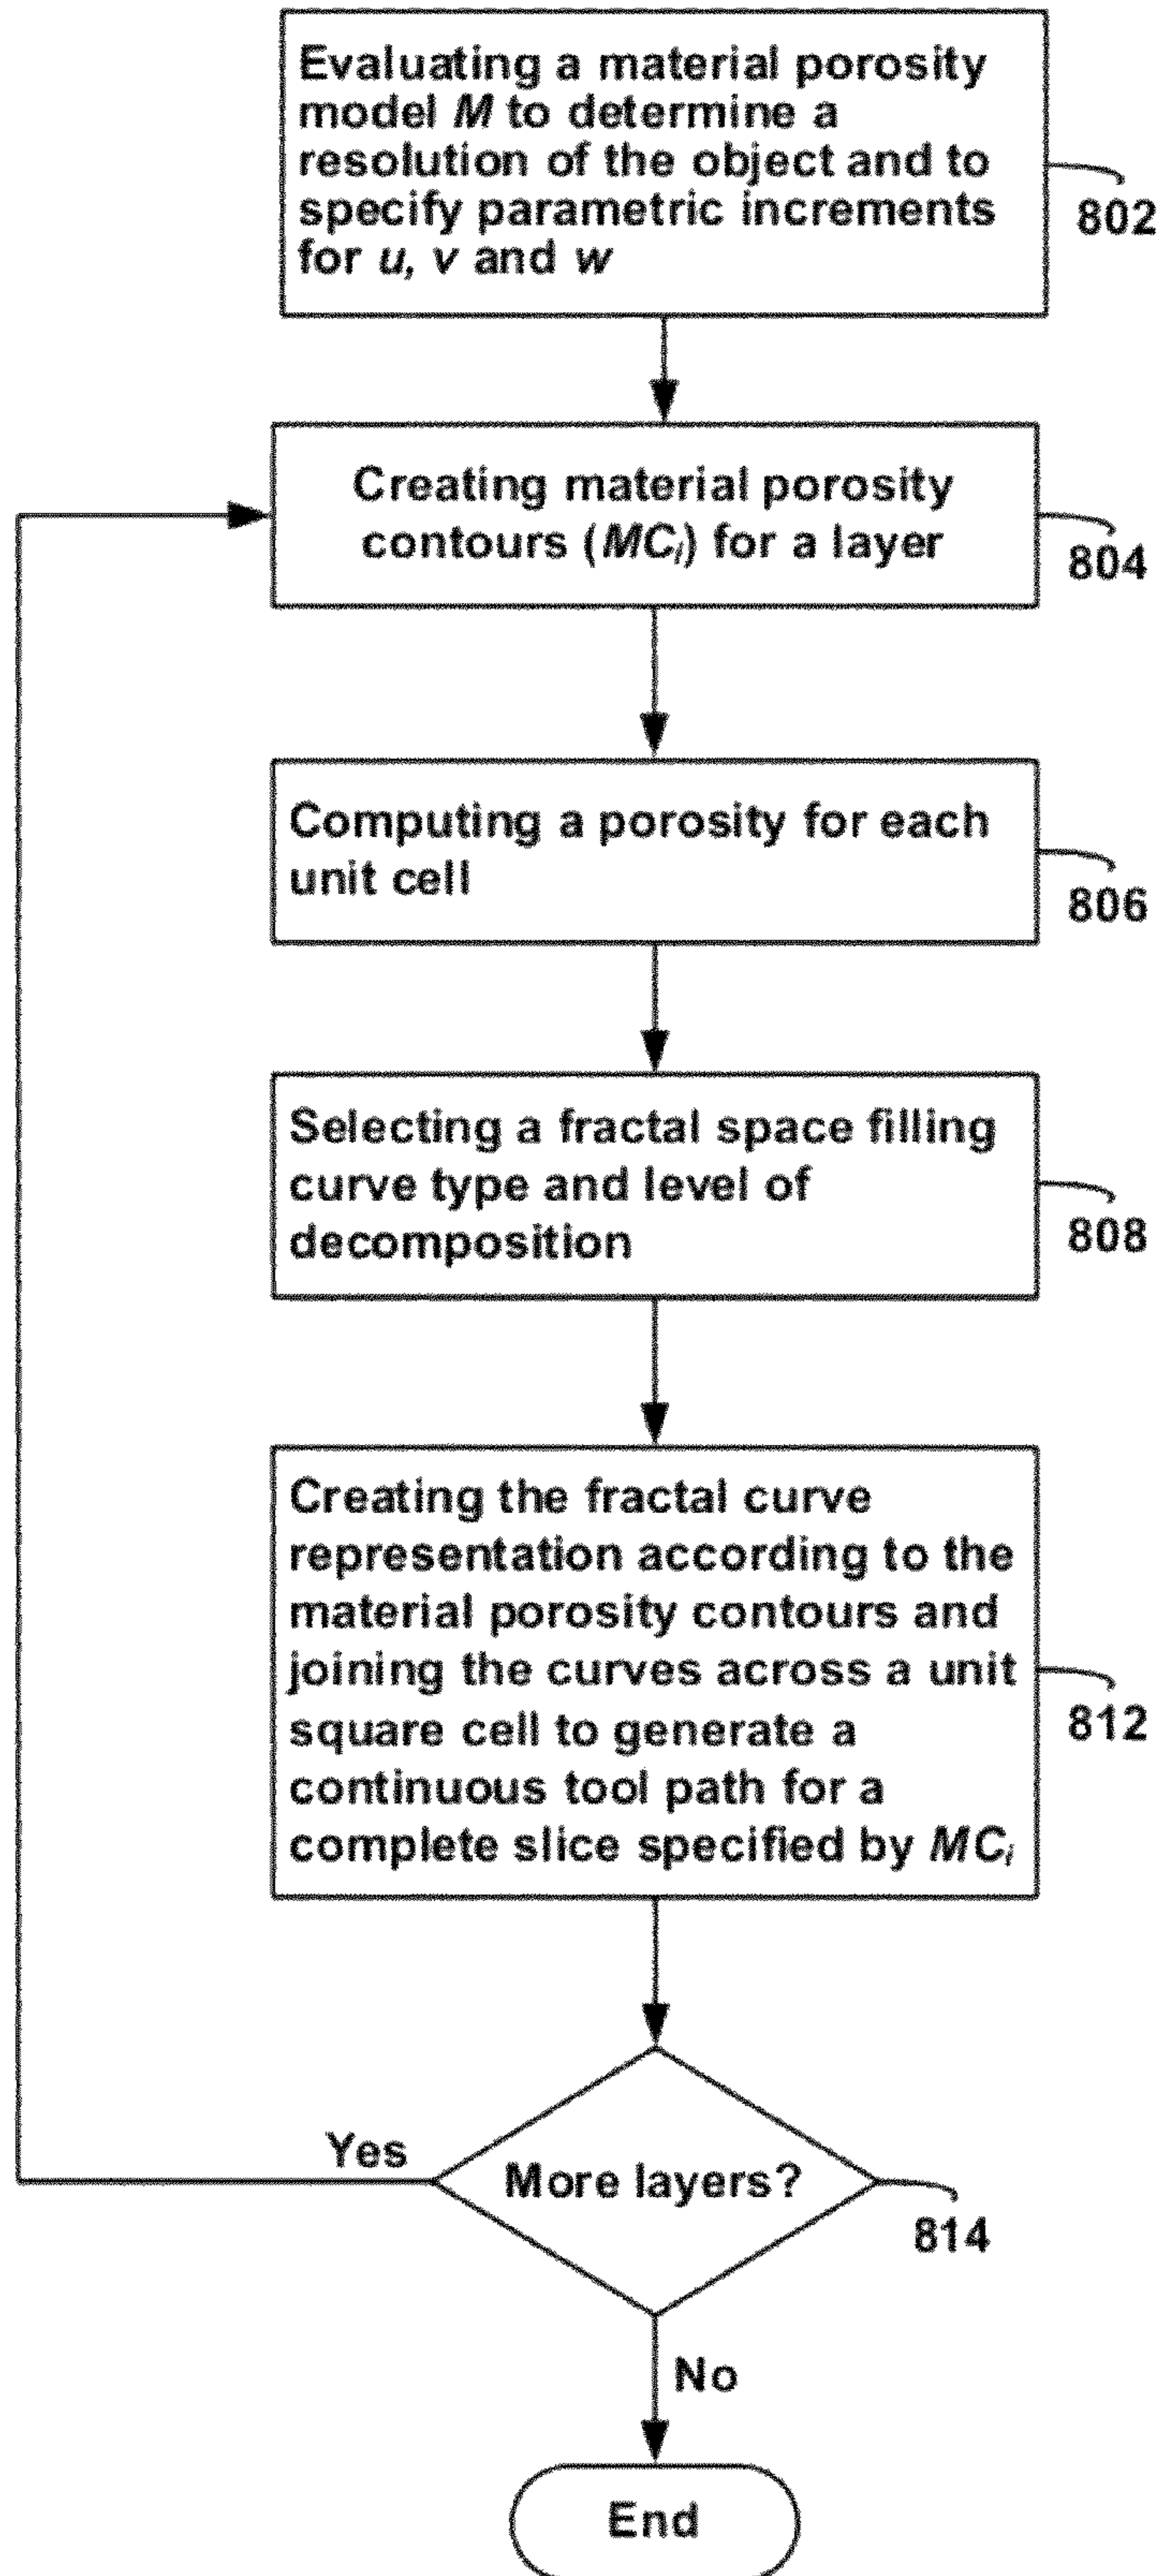 Evaluating a material porosity
model M to determine a
resolution of the object and to
specify parametric increments
for u, v and w
802
Creating material porosity
contours (MCi) for a layer
804
Computing a porosity for each
unit cell
806
Selecting a fractal space filling
curve type and level of
decomposition
808
Creating the fractal curve
representation according to the
material porosity contours and
joining the curves across a unit
square cell to generate a
continuous tool path for a
complete slice specified by MCi
812
Yes
More layers?
814
No
End